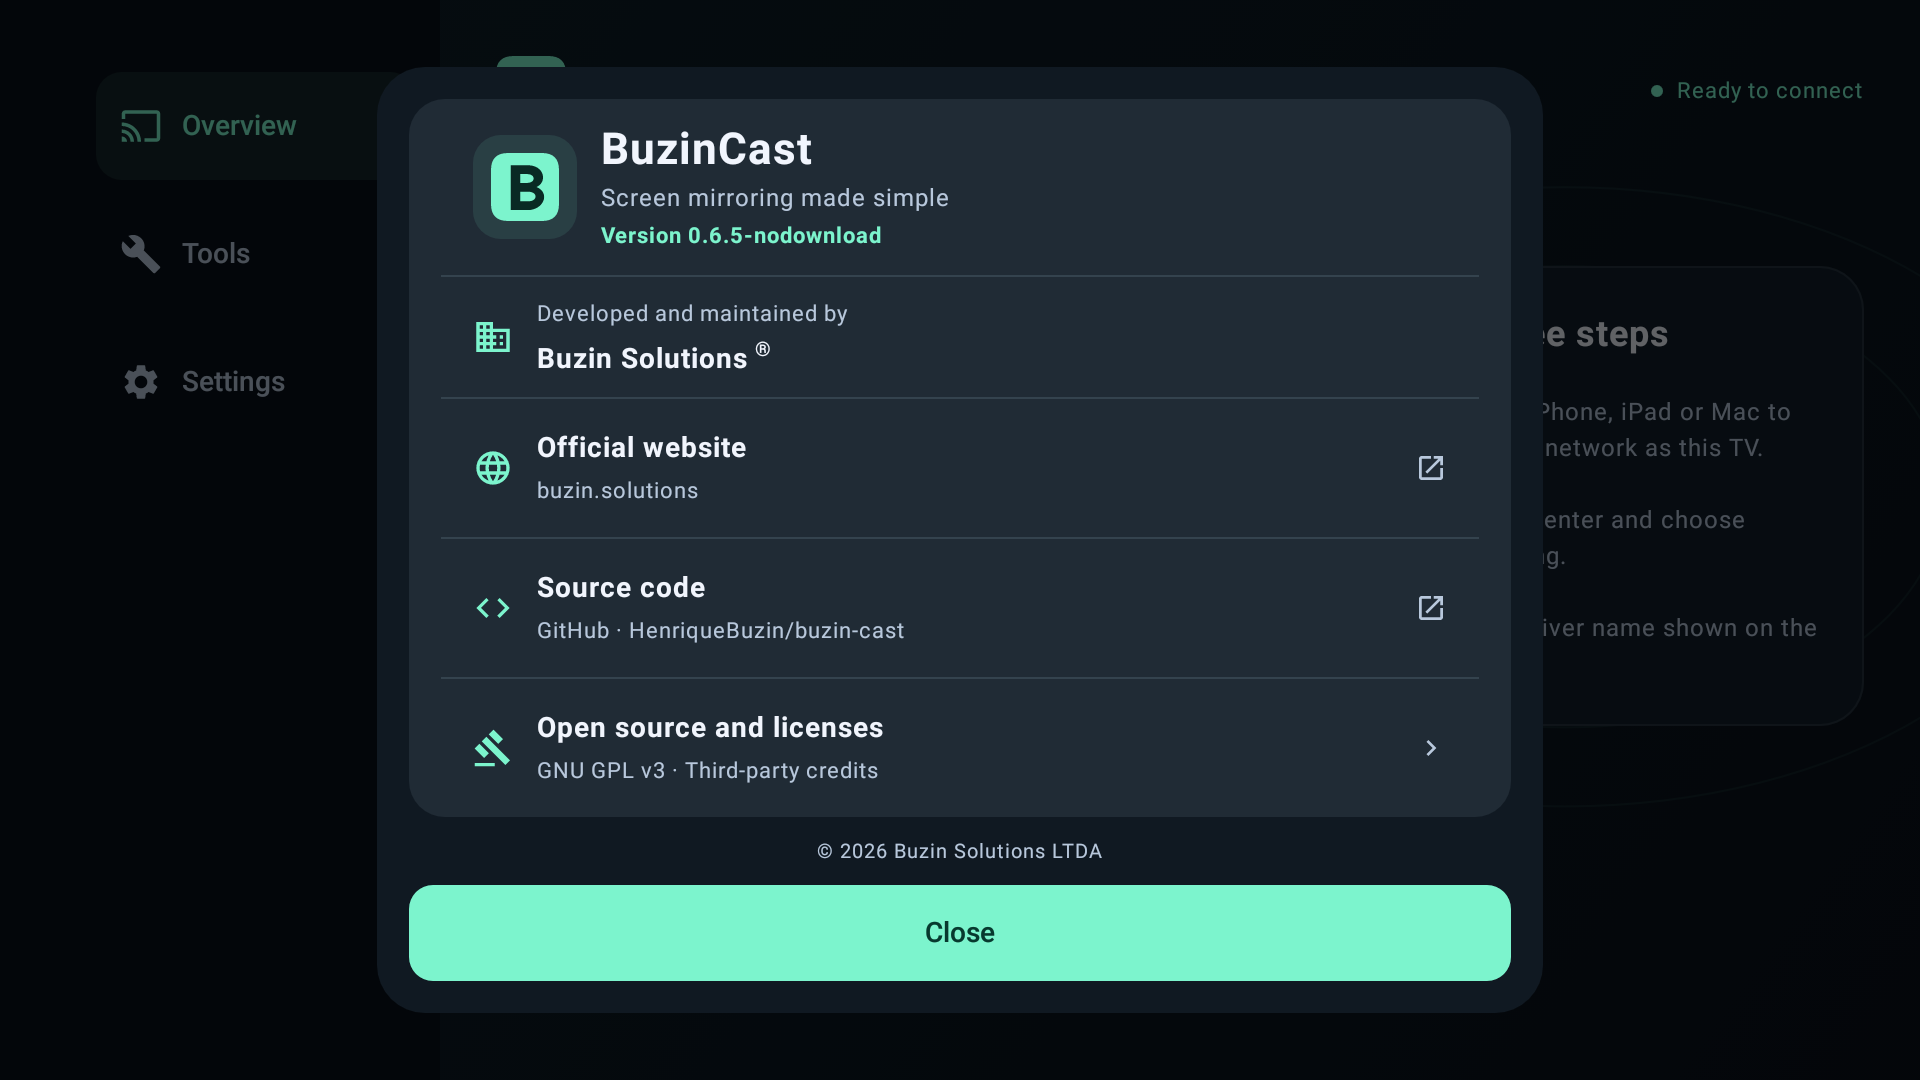 Overview
Tools
Settings
Ready to connect
B
BuzinCast
Screen mirroring made simple
Version 0.6.5-nodownload
Developed and maintained by
Buzin Solutions ®
Official website
buzin.solutions
Source code
GitHub · HenriqueBuzin/buzin-cast
Open source and licenses
GNU GPL v3 · Third-party credits
© 2026 Buzin Solutions LTDA
Close
steps
iPad or Mac to
network as this TV.
enter and choose
name shown on the